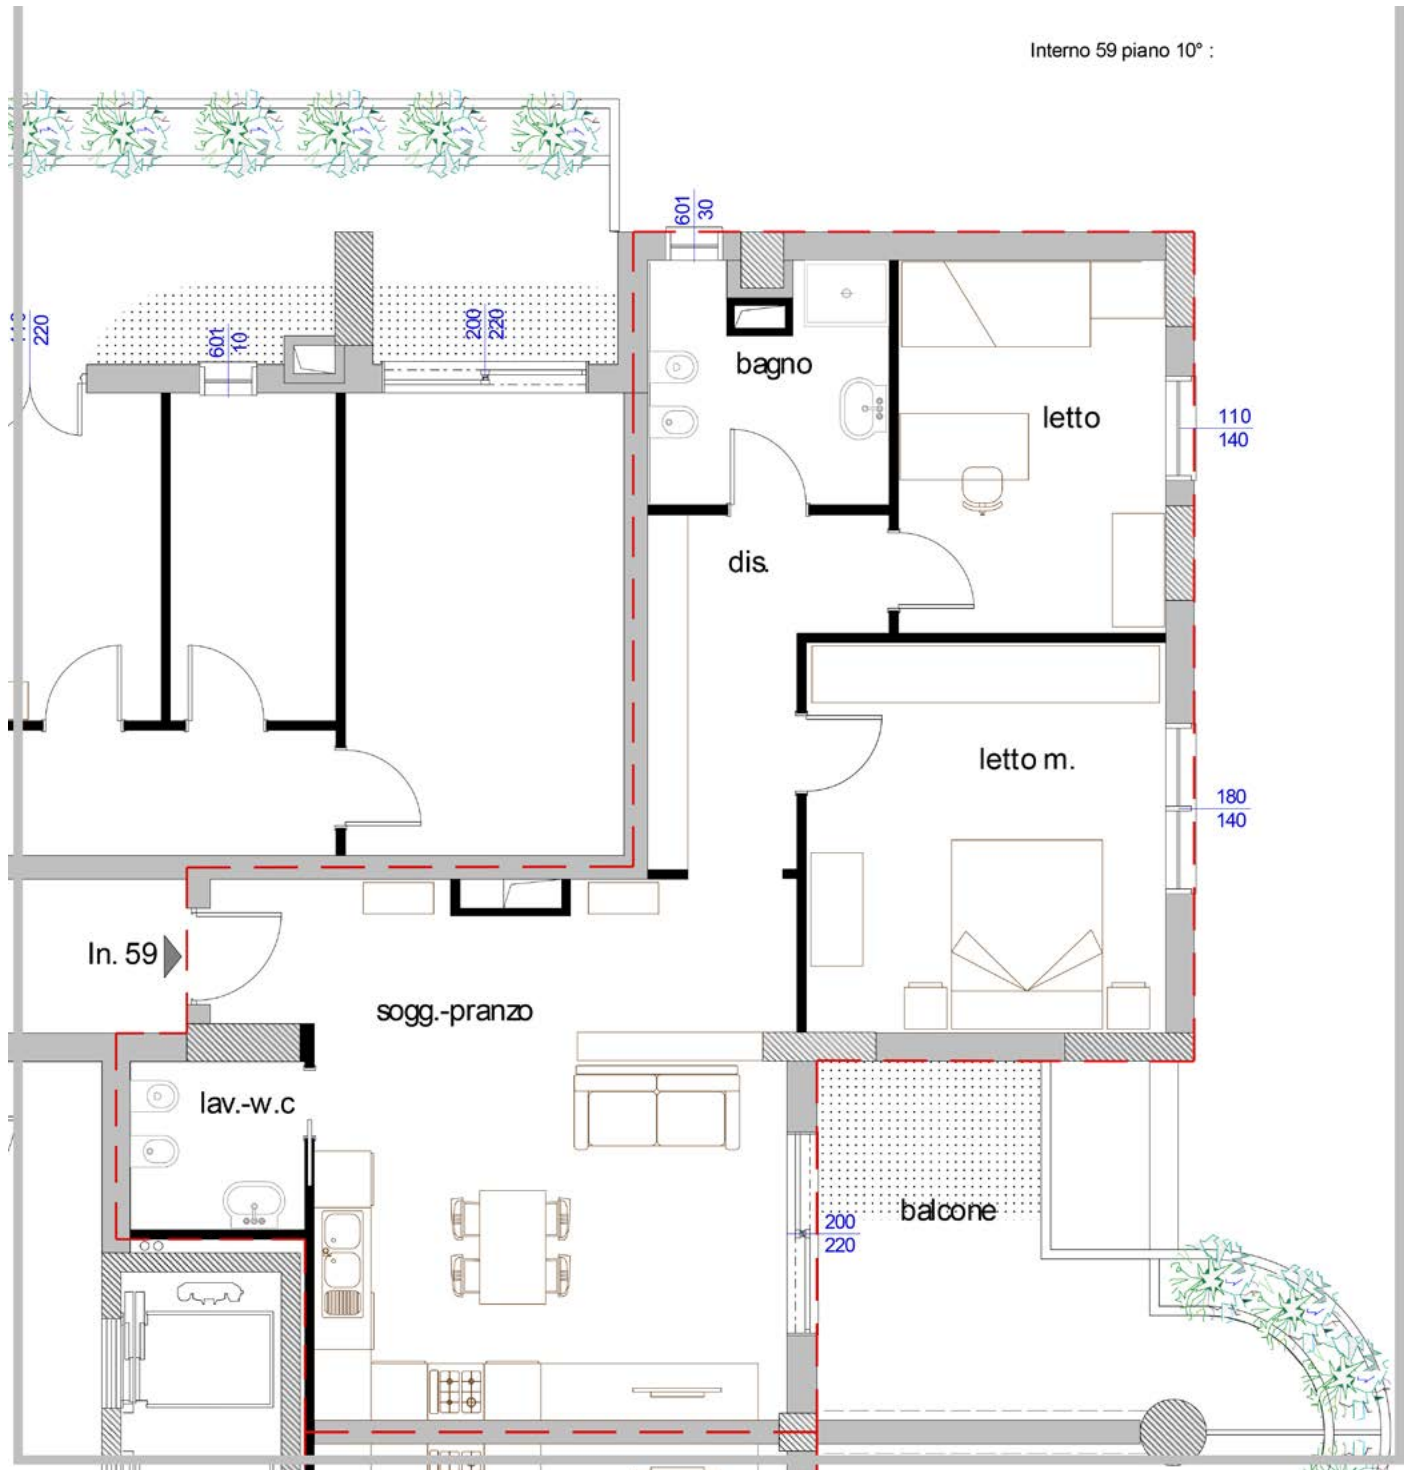 Interno 59 piano 10° :
601
30
220
601
10
200
220
bagno
letto
110
140
dis.
letto m.
180
140
In. 59
sogg.-pranzo
lav.-w.c
balcone
200
220